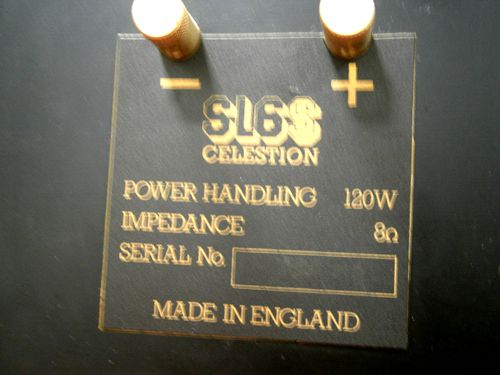 − +
SL6S
CELESTION
POWER HANDLING 120W
IMPEDANCE 8Ω
SERIAL No.
MADE IN ENGLAND